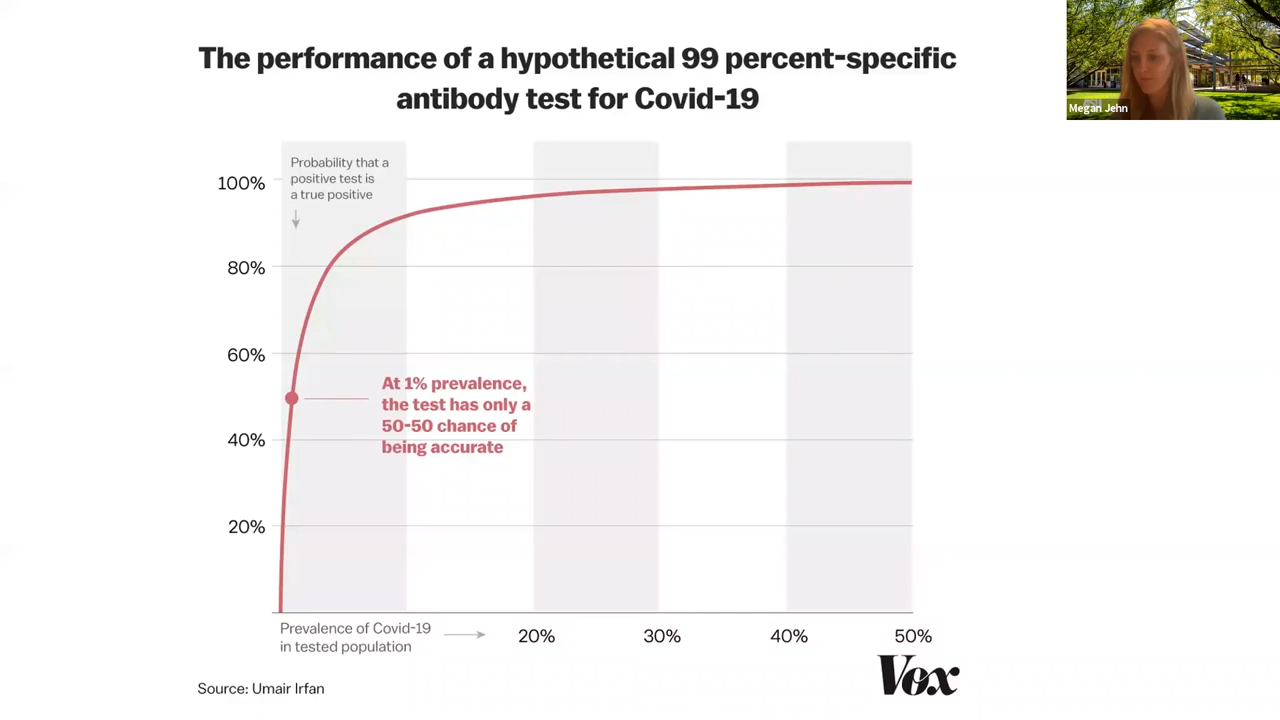 The performance of a hypothetical 99 percent-specific
antibody test for Covid-19
Megan Jehn
Probability that a
positive test is
a true positive
100%
80%
60%
40%
20%
At 1% prevalence,
the test has only a
50-50 chance of
being accurate
Prevalence of Covid-19
in tested population
20%
30%
40%
50%
Source: Umair Irfan
Vox